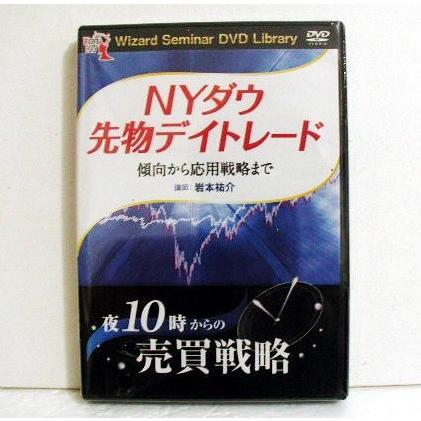 Wizard Seminar DVD Library
DVD
VIDEO
NYダウ
先物デイトレード
傾向から応用戦略まで
講師：岩本祐介
夜10時からの
売買戦略